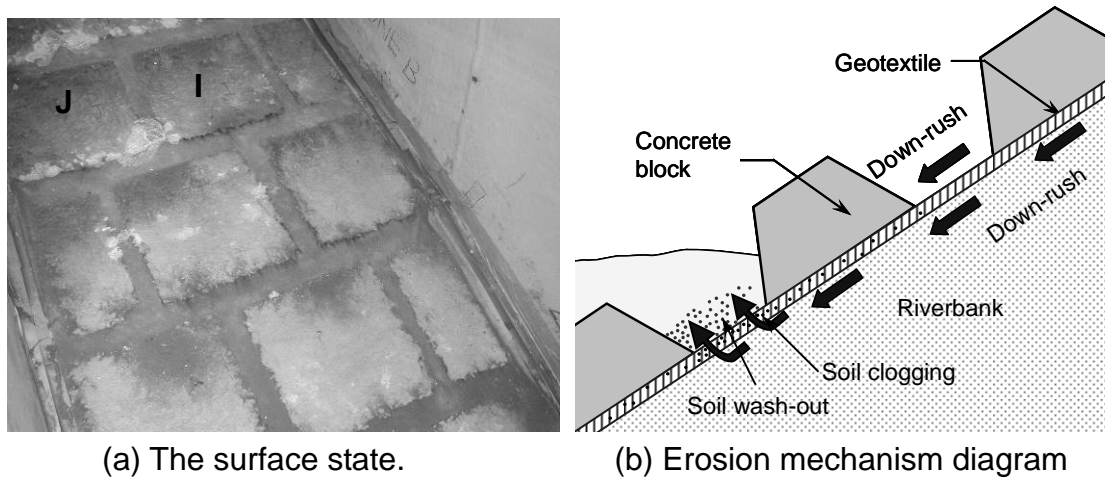 J
I
Geotextile
Down-rush
Concrete
block
Down-rush
Riverbank
Soil clogging
Soil wash-out
(a) The surface state.
(b) Erosion mechanism diagram